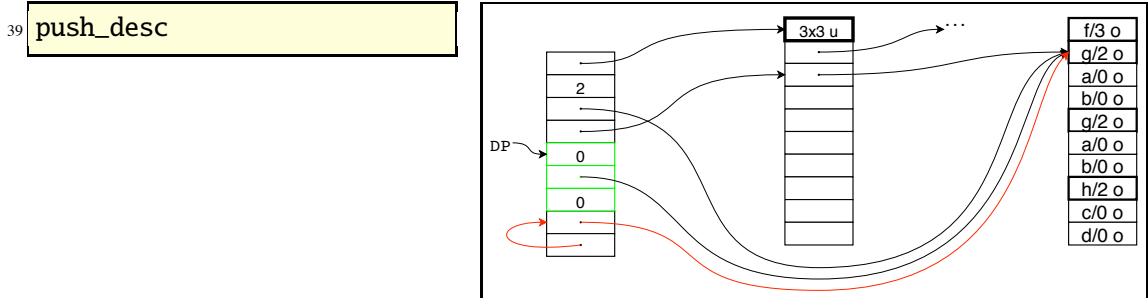 39 push_desc
3x3 u
...
2
DP
0
0
f/3 o
g/2 o
a/0 o
b/0 o
g/2 o
a/0 o
b/0 o
h/2 o
c/0 o
d/0 o